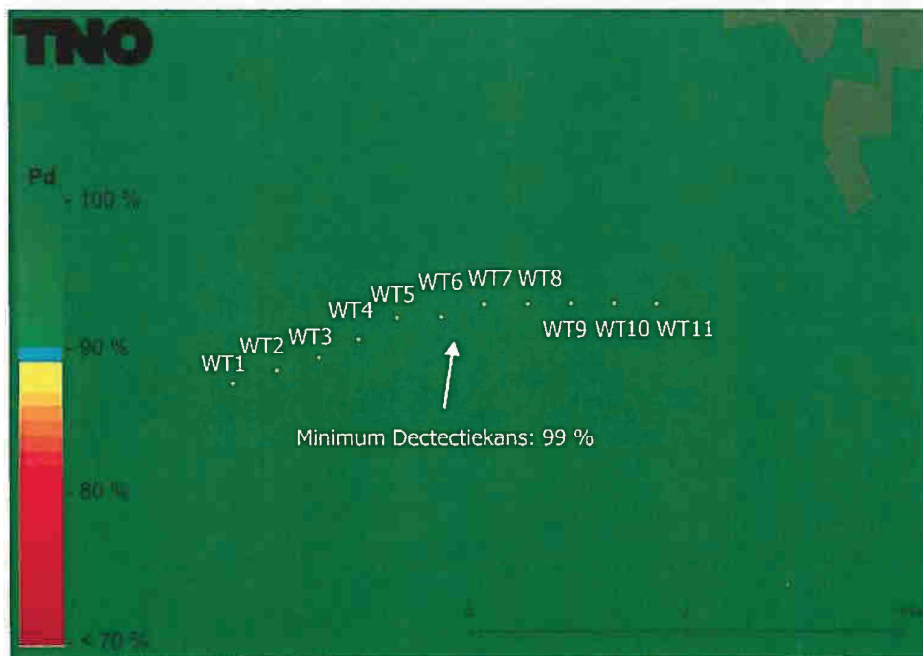 TNO
Pd
- 100 %
WT5 WT6 WT7 WT8
WT4
WT1 WT2 WT3
WT9 WT10 WT11
- 90 %
Minimum Dectectiekans: 99 %
- 80 %
- < 70 %